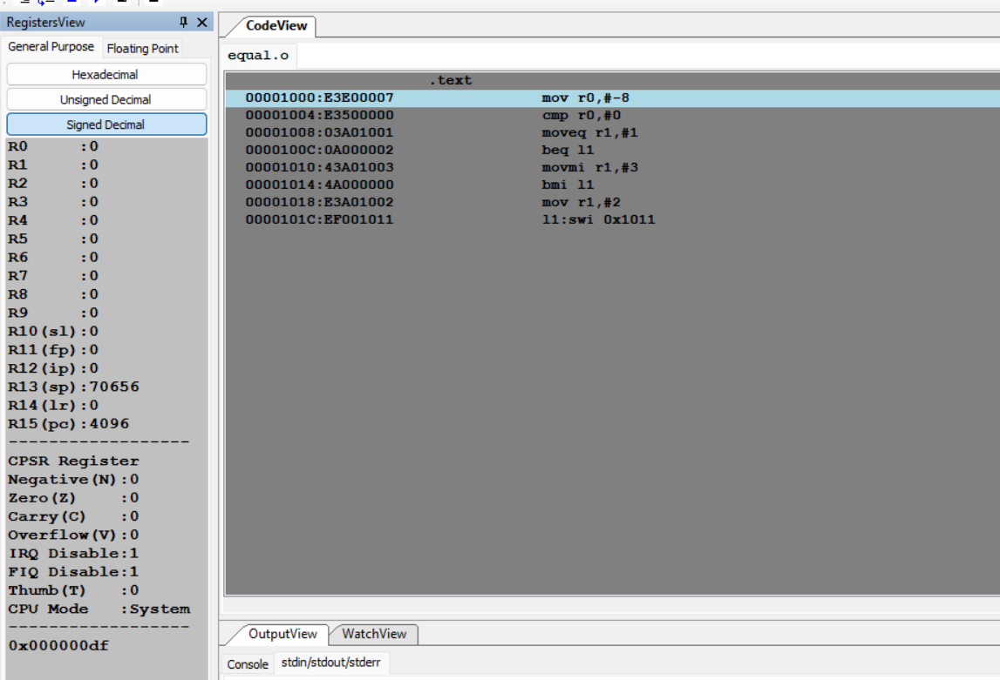 RegistersView
General Purpose Floating Point
Hexadecimal
Unsigned Decimal
Signed Decimal
R0 :0
R1 :0
R2 :0
R3 :0
R4 :0
R5 :0
R6 :0
R7 :0
R8 :0
R9 :0
R10(sl):0
R11(fp):0
R12(ip):0
R13(sp):70656
R14(lr):0
R15(pc):4096
------------------
CPSR Register
Negative(N):0
Zero(Z) :0
Carry(C) :0
Overflow(V):0
IRQ Disable:1
FIQ Disable:1
Thumb(T) :0
CPU Mode :System
------------------
0x000000df
CodeView
equal.o
.text
00001000:E3E00007 mov r0,#-8
00001004:E3500000 cmp r0,#0
00001008:03A01001 moveq r1,#1
0000100C:0A000002 beq l1
00001010:43A01003 movmi r1,#3
00001014:4A000000 bmi l1
00001018:E3A01002 mov r1,#2
0000101C:EF001011 l1:swi 0x1011
OutputView WatchView
Console stdin/stdout/stderr